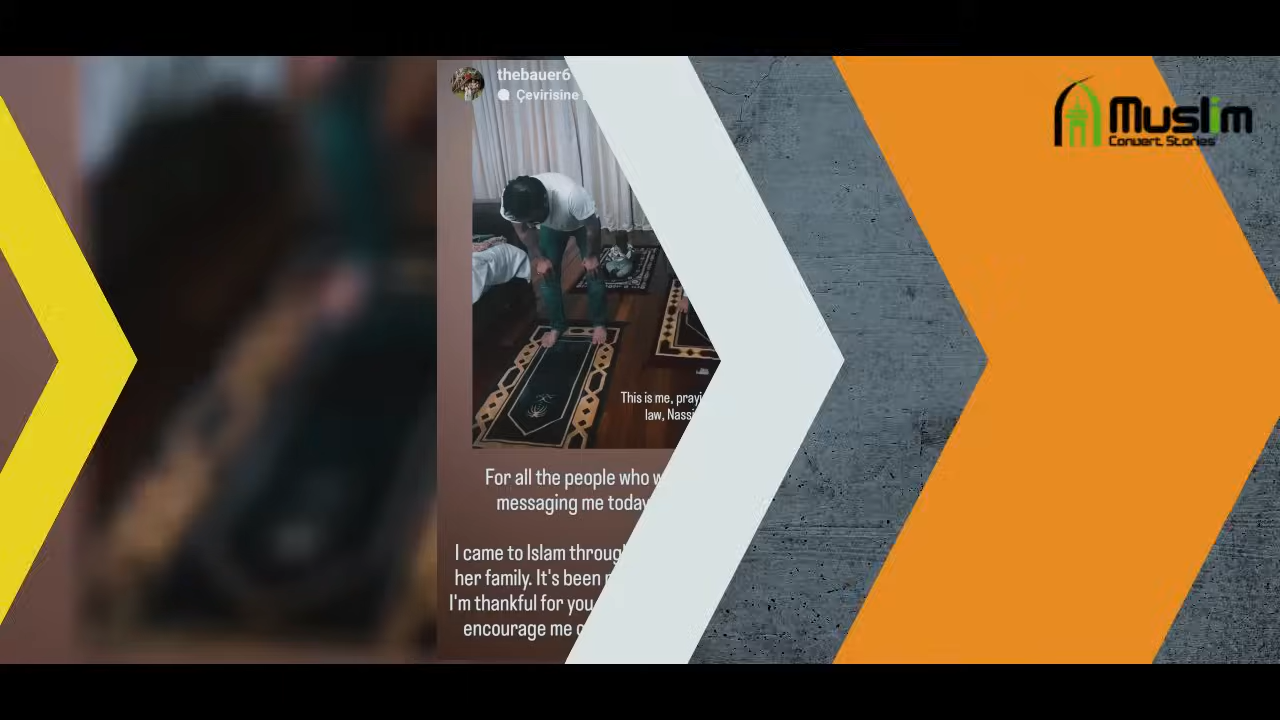 thebauer6
Çevirisine
Muslim
Convert Stories
This is me, prayi
law, Nassi
For all the people who w
messaging me today
I came to Islam throug
her family. It's been
I'm thankful for you
encourage me